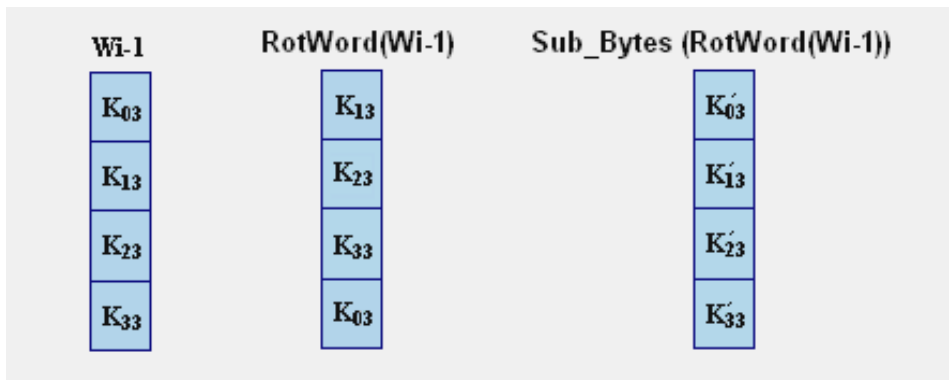 Wi-1 RotWord(Wi-1) Sub_Bytes (RotWord(Wi-1))
K03 K13 K´03
K13 K23 K´13
K23 K33 K´23
K33 K03 K´33